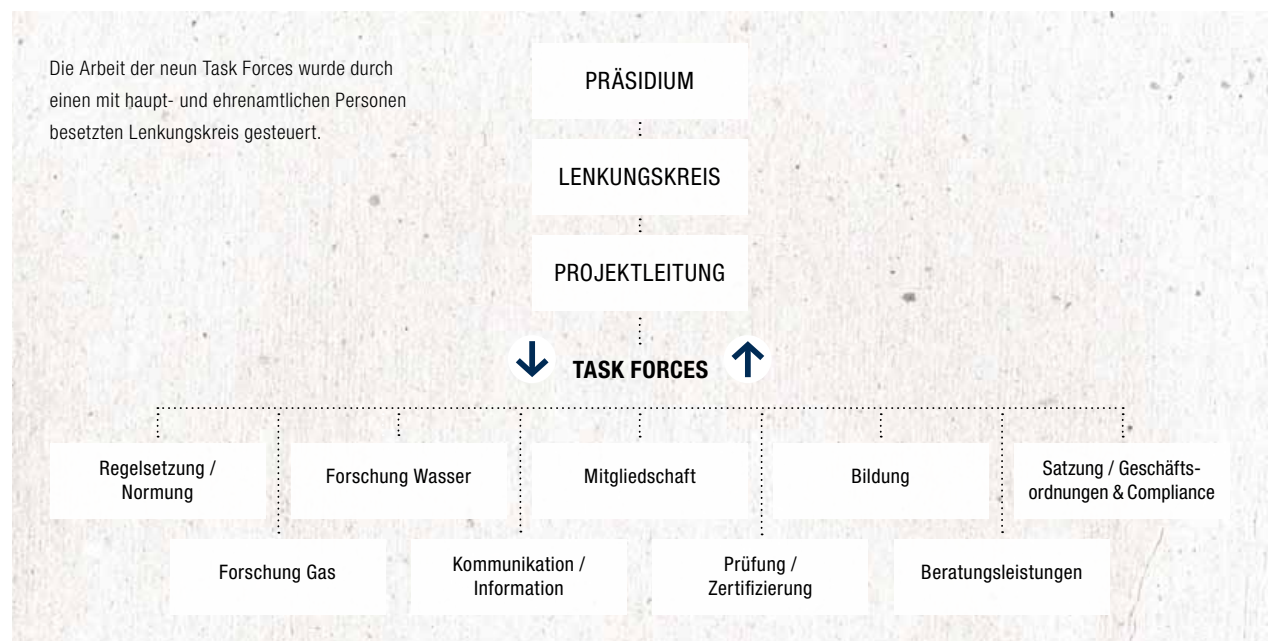 Die Arbeit der neun Task Forces wurde durch
einen mit haupt- und ehrenamtlichen Personen
besetzten Lenkungskreis gesteuert.
PRÄSIDIUM
LENKUNGSKREIS
PROJEKTLEITUNG
TASK FORCES
Regelsetzung /
Normung
Forschung Wasser
Mitgliedschaft
Bildung
Satzung / Geschäfts-
ordnungen & Compliance
Forschung Gas
Kommunikation /
Information
Prüfung /
Zertifizierung
Beratungsleistungen